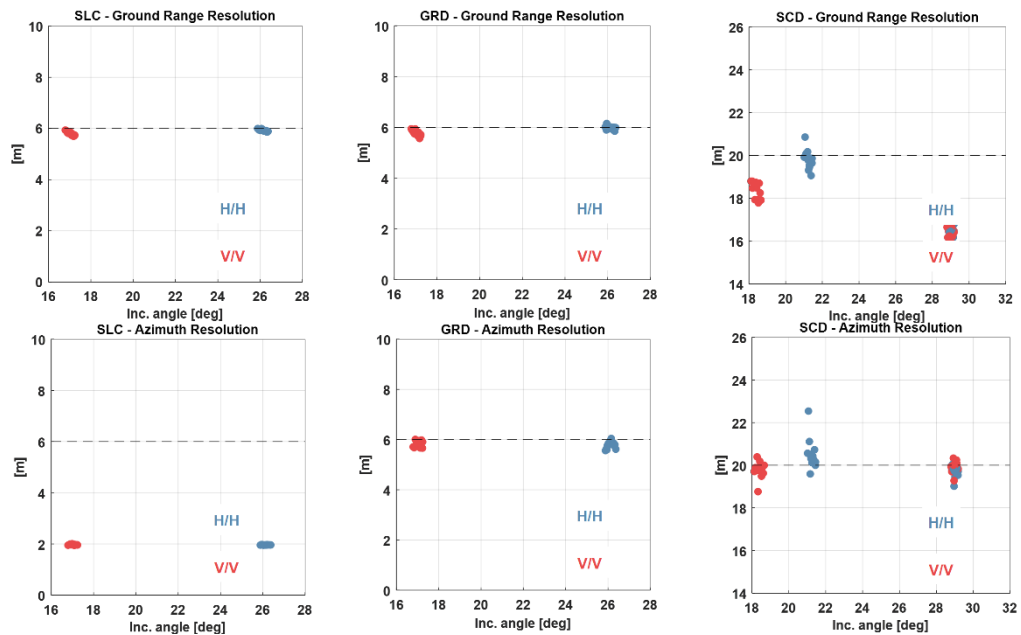 SLC - Ground Range Resolution
10
8
6
4
2
0
[m]
H/H
V/V
16 18 20 22 24 26 28
Inc. angle [deg]
GRD - Ground Range Resolution
10
8
6
4
2
0
[m]
H/H
V/V
16 18 20 22 24 26 28
Inc. angle [deg]
SCD - Ground Range Resolution
26
24
22
20
18
16
14
[m]
H/H
V/V
18 20 22 24 26 28 30 32
Inc. angle [deg]
SLC - Azimuth Resolution
10
8
6
4
2
0
[m]
H/H
V/V
16 18 20 22 24 26 28
Inc. angle [deg]
GRD - Azimuth Resolution
10
8
6
4
2
0
[m]
H/H
V/V
16 18 20 22 24 26 28
Inc. angle [deg]
SCD - Azimuth Resolution
26
24
22
20
18
16
14
[m]
H/H
V/V
18 20 22 24 26 28 30 32
Inc. angle [deg]